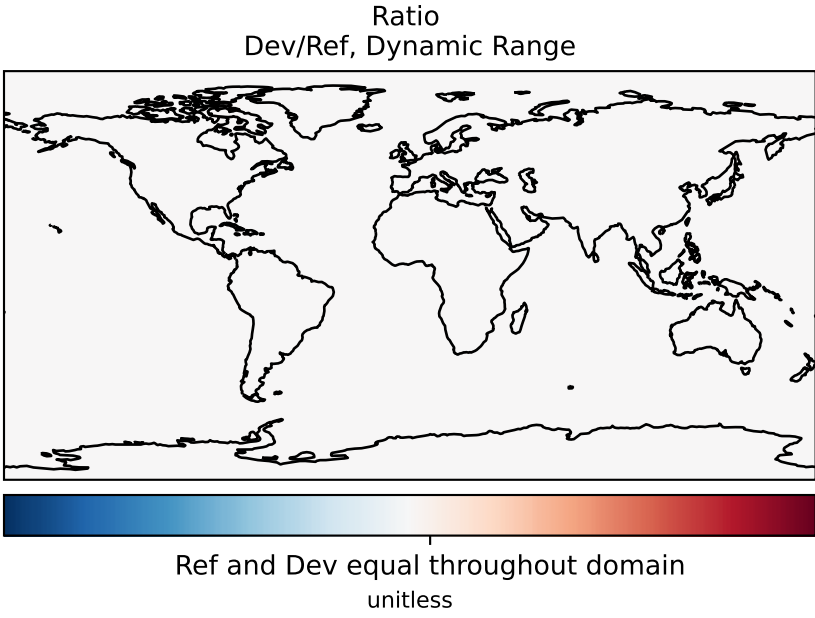 Ratio
Dev/Ref, Dynamic Range
Ref and Dev equal throughout domain
unitless